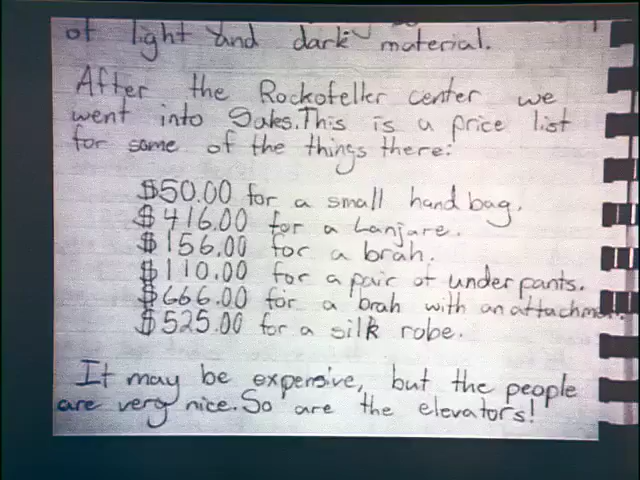 of light and dark material.
After the Rockofeller center we
went into Saks. This is a price list
for some of the things there:
$50.00 for a small hand bag.
$416.00 for a Lanjare.
$156.00 for a brah.
$110.00 for a pair of under pants.
$666.00 for a brah with an attachmen
$525.00 for a silk robe.
It may be expensive, but the people
are very nice. So are the elevators!